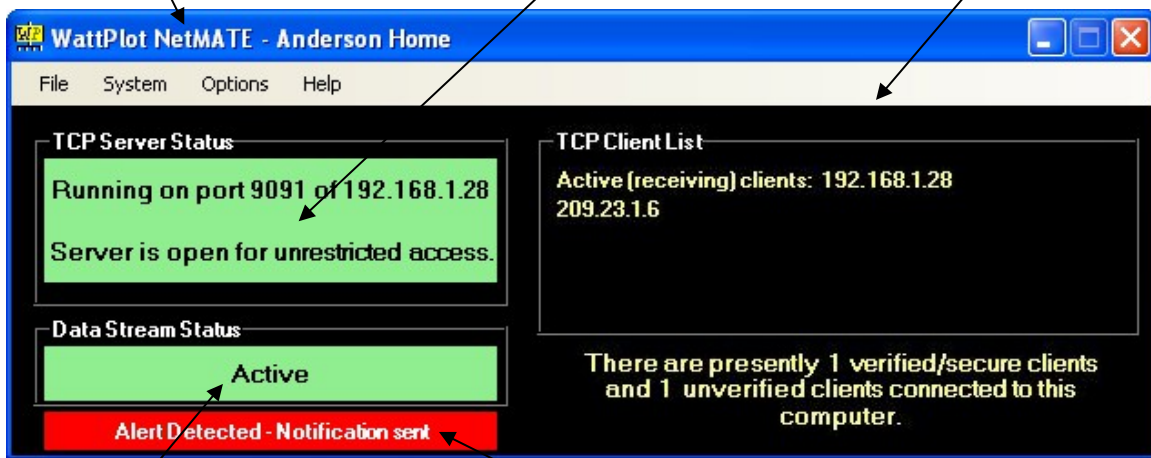 WattPlot NetMATE - Anderson Home
File System Options Help
TCP Server Status
Running on port 9091 of 192.168.1.28
Server is open for unrestricted access.
Data Stream Status
Active
Alert Detected - Notification sent
TCP Client List
Active (receiving) clients: 192.168.1.28
209.23.1.6
There are presently 1 verified/secure clients
and 1 unverified clients connected to this
computer.